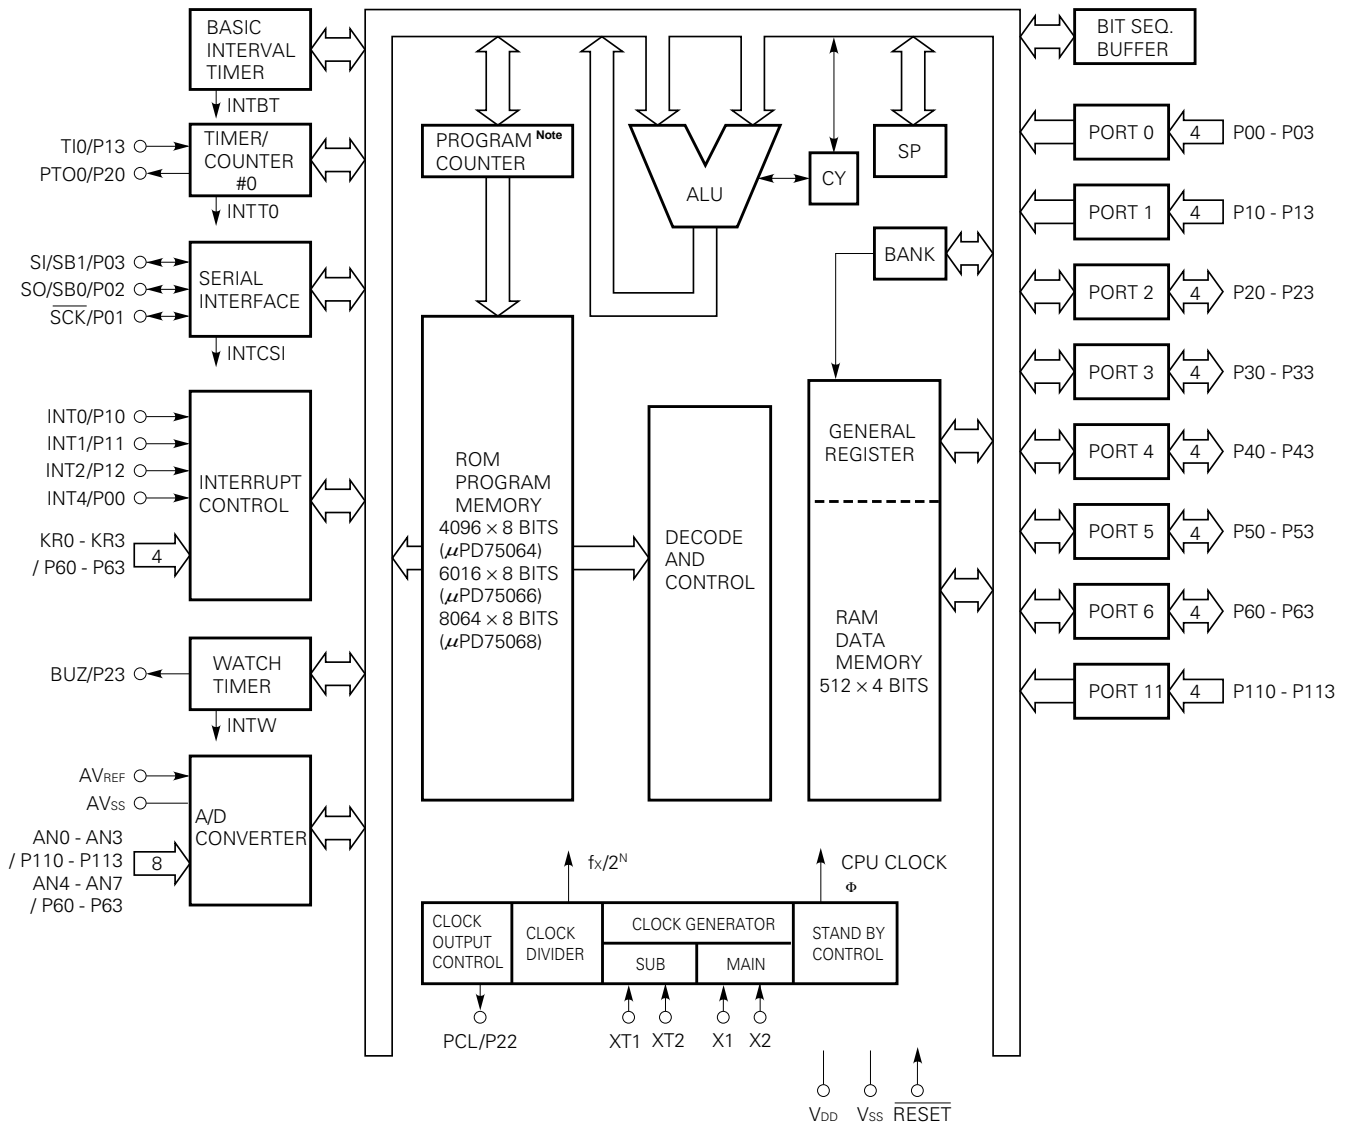 BASIC
INTERVAL
TIMER
INTBT
TI0/P13
PTO0/P20
TIMER/
COUNTER
#0
INTT0
SI/SB1/P03
SO/SB0/P02
SCK/P01
SERIAL
INTERFACE
INTCSI
INT0/P10
INT1/P11
INT2/P12
INT4/P00
KR0 - KR3
/ P60 - P63
4
INTERRUPT
CONTROL
BUZ/P23
WATCH
TIMER
INTW
AVREF
AVSS
AN0 - AN3
/ P110 - P113
AN4 - AN7
/ P60 - P63
8
A/D
CONVERTER
PROGRAM Note
COUNTER
ALU
CY
SP
BANK
ROM
PROGRAM
MEMORY
4096 × 8 BITS
(μPD75064)
6016 × 8 BITS
(μPD75066)
8064 × 8 BITS
(μPD75068)
DECODE
AND
CONTROL
GENERAL
REGISTER
RAM
DATA
MEMORY
512 × 4 BITS
fX/2N
CPU CLOCK
Φ
CLOCK
OUTPUT
CONTROL
CLOCK
DIVIDER
CLOCK GENERATOR
SUB
MAIN
STAND BY
CONTROL
PCL/P22
XT1
XT2
X1
X2
VDD
VSS
RESET
BIT SEQ.
BUFFER
PORT 0
4
P00 - P03
PORT 1
4
P10 - P13
PORT 2
4
P20 - P23
PORT 3
4
P30 - P33
PORT 4
4
P40 - P43
PORT 5
4
P50 - P53
PORT 6
4
P60 - P63
PORT 11
4
P110 - P113